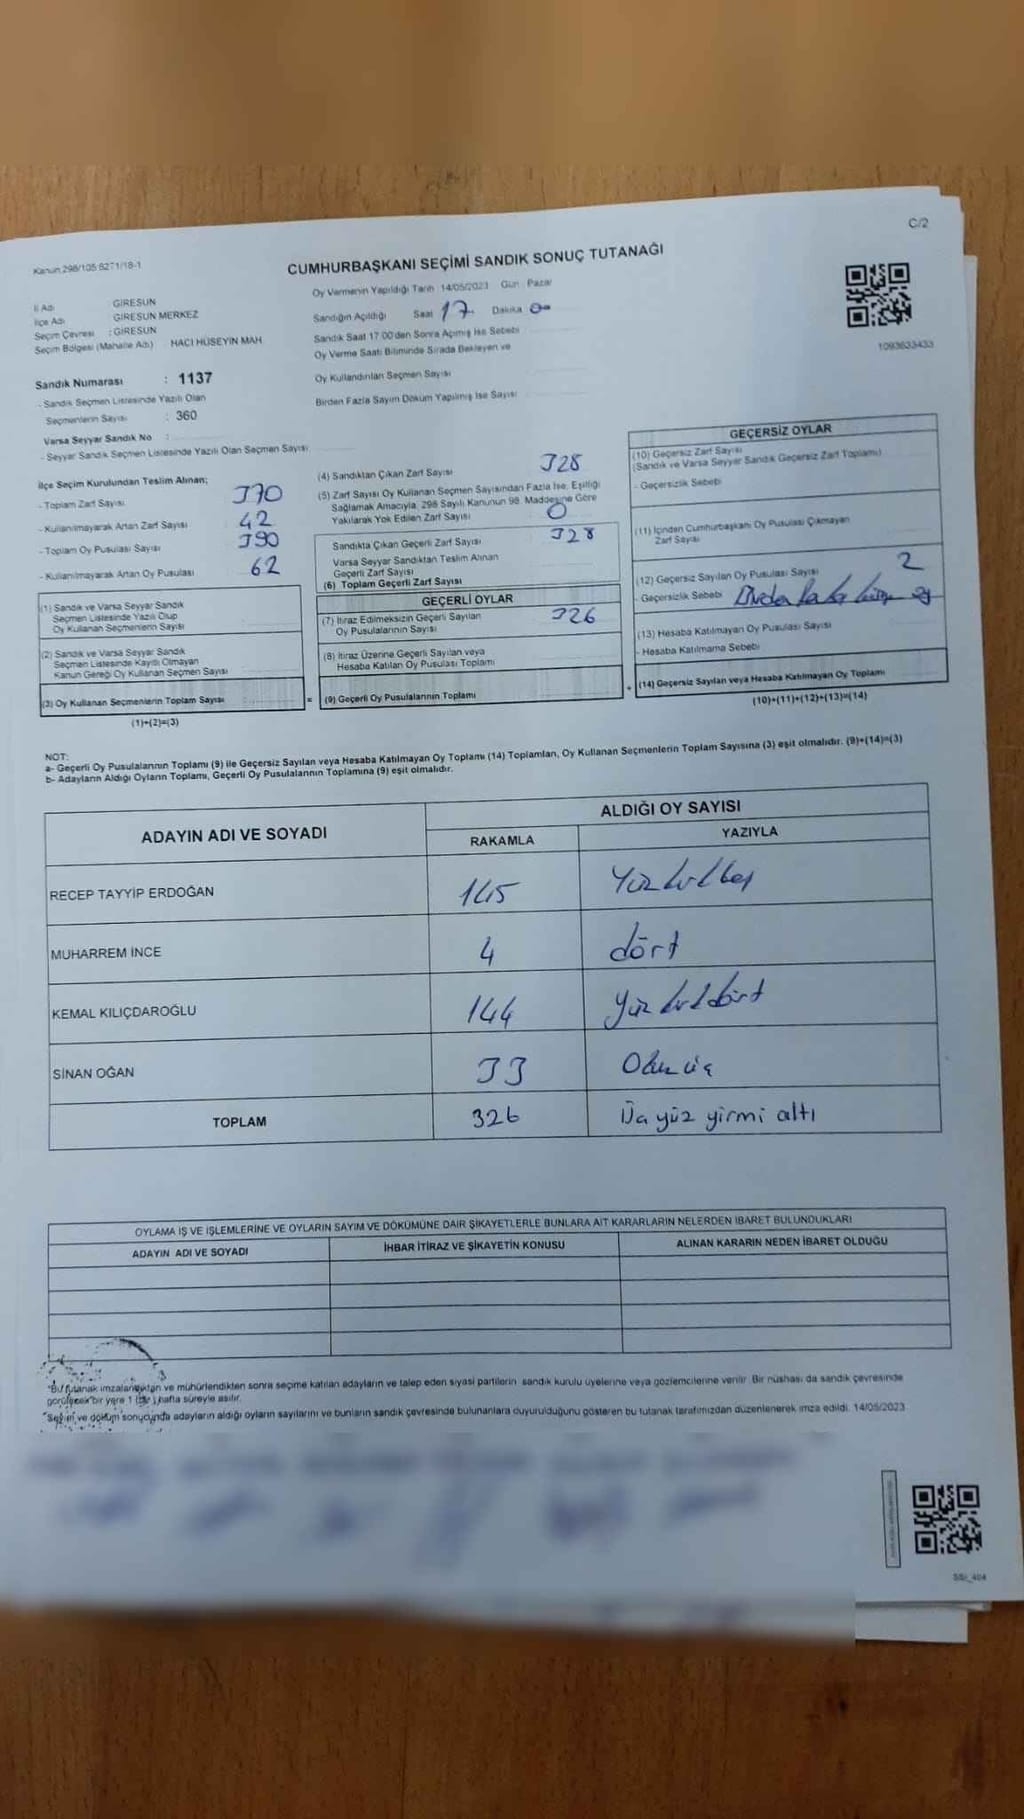 C/2
Kanun 298/105 6271/18-1
CUMHURBAŞKANI SEÇİMİ SANDIK SONUÇ TUTANAĞI
İl Adı GİRESUN
İlçe Adı GİRESUN MERKEZ
Seçim Çevresi : GİRESUN
Seçim Bölgesi (Mahalle Adı) HACI HÜSEYİN MAH.
Sandık Numarası : 1137
- Sandık Seçmen Listesinde Yazılı Olan
Seçmenlerin Sayısı : 360
Varsa Seyyar Sandık No :
- Seyyar Sandık Seçmen Listesinde Yazılı Olan Seçmen Sayısı
Oy Vermenin Yapıldığı Tarih 14/05/2023 Gün Pazar
Sandığın Açıldığı Saat 17 Dakika
Sandık Saat 17.00'den Sonra Açılmış İse Sebebi
Oy Verme Saati Bitiminde Sırada Bekleyen ve
Oy Kullandırılan Seçmen Sayısı
Birden Fazla Sayım Döküm Yapılmış İse Sayısı
1093633433
İlçe Seçim Kurulundan Teslim Alınan;
- Toplam Zarf Sayısı 370
- Kullanılmayarak Artan Zarf Sayısı 42
- Toplam Oy Pusulası Sayısı 390
- Kullanılmayarak Artan Oy Pusulası 62
(1) Sandık ve Varsa Seyyar Sandık
Seçmen Listesinde Yazılı Olup
Oy Kullanan Seçmenlerin Sayısı
(2) Sandık ve Varsa Seyyar Sandık
Seçmen Listesinde Kayıtlı Olmayan
Kanun Gereği Oy Kullanan Seçmen Sayısı
(3) Oy Kullanan Seçmenlerin Toplam Sayısı
(1)+(2)=(3)
(4) Sandıktan Çıkan Zarf Sayısı 328
(5) Zarf Sayısı Oy Kullanan Seçmen Sayısından Fazla İse, Eşitliği
Sağlamak Amacıyla, 298 Sayılı Kanunun 98. Maddesine Göre
Yakılarak Yok Edilen Zarf Sayısı 0
Sandıkta Çıkan Geçerli Zarf Sayısı 328
Varsa Seyyar Sandıktan Teslim Alınan
Geçerli Zarf Sayısı
(6) Toplam Geçerli Zarf Sayısı
GEÇERLİ OYLAR
(7) İtiraz Edilmeksizin Geçerli Sayılan
Oy Pusulalarının Sayısı 326
(8) İtiraz Üzerine Geçerli Sayılan veya
Hesaba Katılan Oy Pusulası Toplamı
= (9) Geçerli Oy Pusulalarının Toplamı
GEÇERSİZ OYLAR
(10) Geçersiz Zarf Sayısı
(Sandık ve Varsa Seyyar Sandık Geçersiz Zarf Toplamı)
- Geçersizlik Sebebi
(11) İçinden Cumhurbaşkanı Oy Pusulası Çıkmayan
Zarf Sayısı
(12) Geçersiz Sayılan Oy Pusulası Sayısı 2
- Geçersizlik Sebebi
(13) Hesaba Katılmayan Oy Pusulası Sayısı
- Hesaba Katılmama Sebebi
+ (14) Geçersiz Sayılan veya Hesaba Katılmayan Oy Toplamı
(10)+(11)+(12)+(13)=(14)
NOT:
a- Geçerli Oy Pusulalarının Toplamı (9) ile Geçersiz Sayılan veya Hesaba Katılmayan Oy Toplamı (14) Toplamları, Oy Kullanan Seçmenlerin Toplam Sayısına (3) eşit olmalıdır. (9)+(14)=(3)
b- Adayların Aldığı Oyların Toplamı, Geçerli Oy Pusulalarının Toplamına (9) eşit olmalıdır.
ADAYIN ADI VE SOYADI ALDIĞI OY SAYISI
RAKAMLA YAZIYLA
RECEP TAYYİP ERDOĞAN 145 Yüz kırk beş
MUHARREM İNCE 4 dört
KEMAL KILIÇDAROĞLU 144 Yüz kırk dört
SİNAN OĞAN 33 Otuz üç
TOPLAM 326 Üç yüz yirmi altı
OYLAMA İŞ VE İŞLEMLERİNE VE OYLARIN SAYIM VE DÖKÜMÜNE DAİR ŞİKAYETLERLE BUNLARA AİT KARARLARIN NELERDEN İBARET BULUNDUKLARI
ADAYIN ADI VE SOYADI İHBAR İTİRAZ VE ŞİKAYETİN KONUSU ALINAN KARARIN NEDEN İBARET OLDUĞU
*Bu tutanak imzalandıktan ve mühürlendikten sonra seçime katılan adayların ve talep eden siyasi partilerin sandık kurulu üyelerine veya gözlemcilerine verilir. Bir nüshası da sandık çevresinde
görülecek bir yere 1 (bir) hafta süreyle asılır.
*Seçim ve döküm sonucunda adayların aldığı oyların sayılarını ve bunların sandık çevresinde bulunanlara duyurulduğunu gösteren bu tutanak tarafımızdan düzenlenerek imza edildi. 14/05/2023